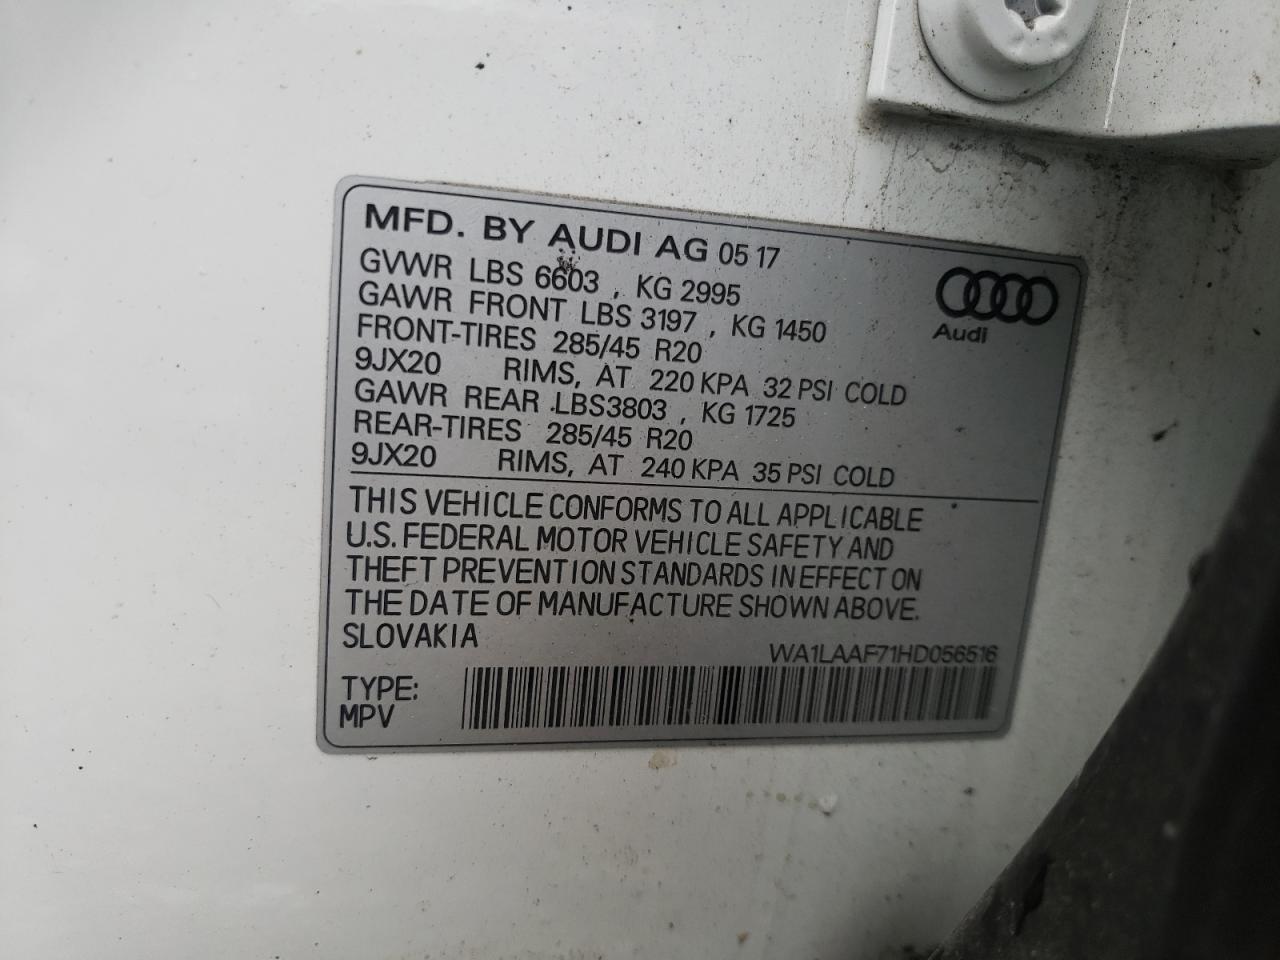 MFD. BY AUDI AG 05 17
GVWR LBS 6603 , KG 2995
GAWR FRONT LBS 3197 , KG 1450
FRONT-TIRES 285/45 R20
9JX20 RIMS, AT 220 KPA 32 PSI COLD
GAWR REAR LBS3803 , KG 1725
REAR-TIRES 285/45 R20
9JX20 RIMS, AT 240 KPA 35 PSI COLD
Audi
THIS VEHICLE CONFORMS TO ALL APPLICABLE
U.S. FEDERAL MOTOR VEHICLE SAFETY AND
THEFT PREVENTION STANDARDS IN EFFECT ON
THE DATE OF MANUFACTURE SHOWN ABOVE.
SLOVAKIA
WA1LAAF71HD056516
TYPE:
MPV